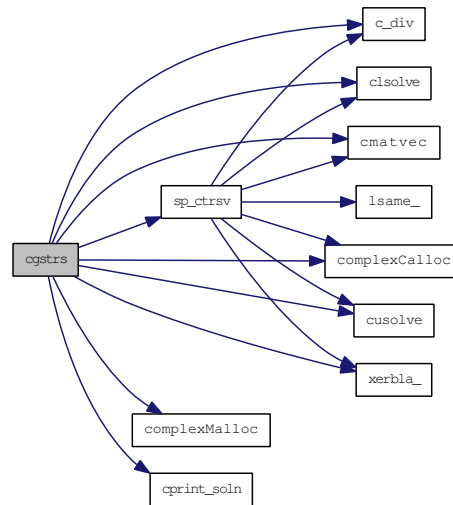 c_div
clsolve
cmatvec
sp_ctrsv
lsame_
cgstrs
complexCalloc
cusolve
xerbla_
complexMalloc
cprint_soln